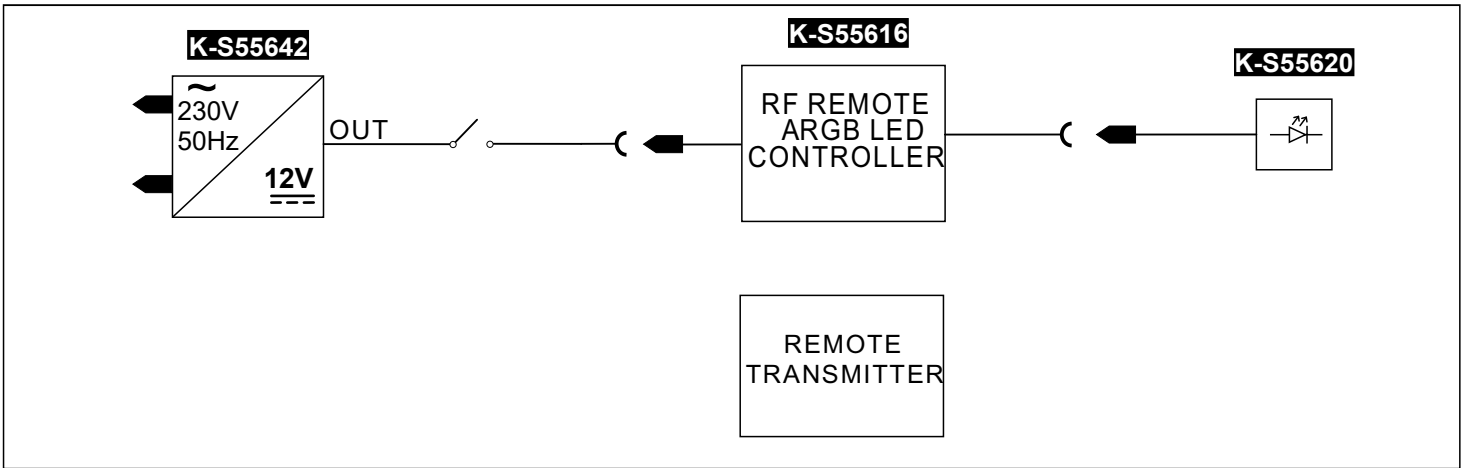 K-S55642
~
230V
50Hz
12V
OUT
K-S55616
RF REMOTE
ARGB LED
CONTROLLER
K-S55620
REMOTE
TRANSMITTER